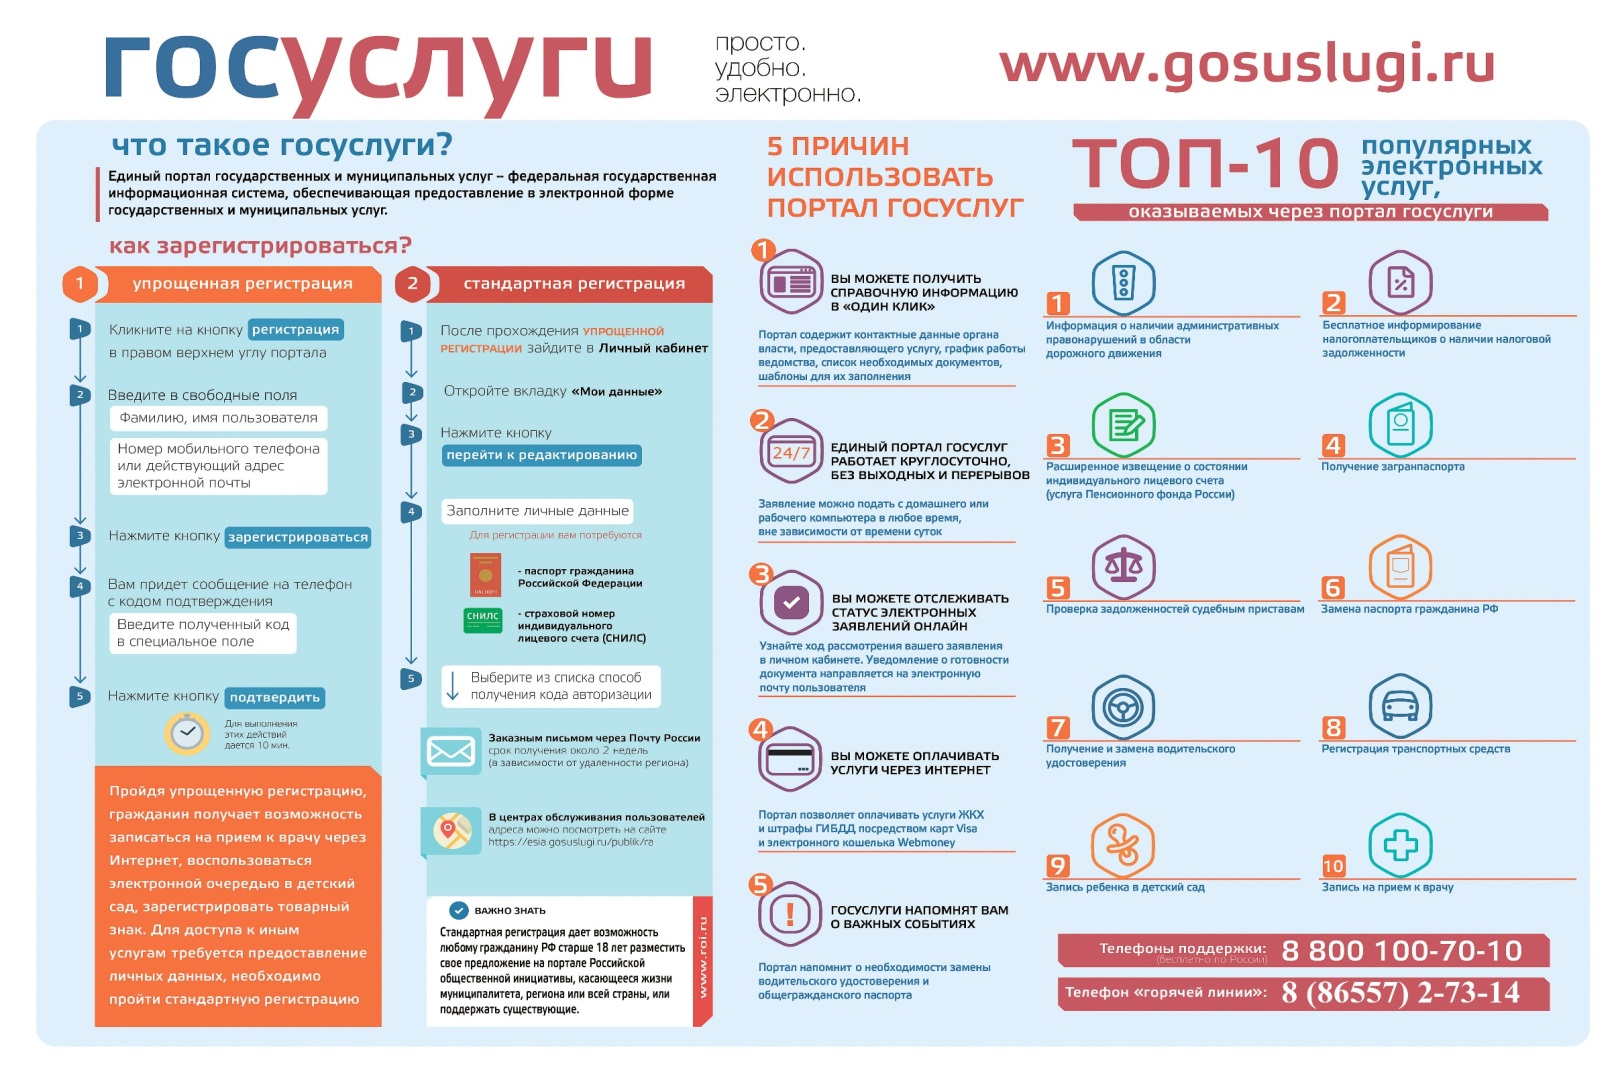 госуслуги
просто.
удобно.
электронно.
www.gosuslugi.ru
что такое госуслуги?
Единый портал государственных и муниципальных услуг – федеральная государственная
информационная система, обеспечивающая предоставление в электронной форме
государственных и муниципальных услуг.
как зарегистрироваться?
1 упрощенная регистрация
1 Кликните на кнопку регистрация
в правом верхнем углу портала
2 Введите в свободные поля
Фамилию, имя пользователя
Номер мобильного телефона
или действующий адрес
электронной почты
3 Нажмите кнопку зарегистрироваться
4 Вам придет сообщение на телефон
с кодом подтверждения
Введите полученный код
в специальное поле
5 Нажмите кнопку подтвердить
Для выполнения
этих действий
дается 10 мин.
Пройдя упрощенную регистрацию,
гражданин получает возможность
записаться на прием к врачу через
Интернет, воспользоваться
электронной очередью в детский
сад, зарегистрировать товарный
знак. Для доступа к иным
услугам требуется предоставление
личных данных, необходимо
пройти стандартную регистрацию
2 стандартная регистрация
1 После прохождения УПРОЩЕННОЙ
РЕГИСТРАЦИИ зайдите в Личный кабинет
2 Откройте вкладку «Мои данные»
3 Нажмите кнопку
перейти к редактированию
4 Заполните личные данные
Для регистрации вам потребуются
ПАСПОРТ
- паспорт гражданина
Российской Федерации
СНИЛС
- страховой номер
индивидуального
лицевого счета (СНИЛС)
5 Выберите из списка способ
получения кода авторизации
Заказным письмом через Почту России
срок получения около 2 недель
(в зависимости от удаленности региона)
В центрах обслуживания пользователей
адреса можно посмотреть на сайте
https://esia.gosuslugi.ru/publik/ra
ВАЖНО ЗНАТЬ
Стандартная регистрация дает возможность
любому гражданину РФ старше 18 лет разместить
свое предложение на портале Российской
общественной инициативы, касающееся жизни
муниципалитета, региона или всей страны, или
поддержать существующие.
www.roi.ru
5 ПРИЧИН
ИСПОЛЬЗОВАТЬ
ПОРТАЛ ГОСУСЛУГ
1
ВЫ МОЖЕТЕ ПОЛУЧИТЬ
СПРАВОЧНУЮ ИНФОРМАЦИЮ
В «ОДИН КЛИК»
Портал содержит контактные данные органа
власти, предоставляющего услугу, график работы
ведомства, список необходимых документов,
шаблоны для их заполнения
2
24/7
ЕДИНЫЙ ПОРТАЛ ГОСУСЛУГ
РАБОТАЕТ КРУГЛОСУТОЧНО,
БЕЗ ВЫХОДНЫХ И ПЕРЕРЫВОВ
Заявление можно подать с домашнего или
рабочего компьютера в любое время,
вне зависимости от времени суток
3
ВЫ МОЖЕТЕ ОТСЛЕЖИВАТЬ
СТАТУС ЭЛЕКТРОННЫХ
ЗАЯВЛЕНИЙ ОНЛАЙН
Узнайте ход рассмотрения вашего заявления
в личном кабинете. Уведомление о готовности
документа направляется на электронную
почту пользователя
4
ВЫ МОЖЕТЕ ОПЛАЧИВАТЬ
УСЛУГИ ЧЕРЕЗ ИНТЕРНЕТ
Портал позволяет оплачивать услуги ЖКХ
и штрафы ГИБДД посредством карт Visa
и электронного кошелька Webmoney
5
!
ГОСУСЛУГИ НАПОМНЯТ ВАМ
О ВАЖНЫХ СОБЫТИЯХ
Портал напомнит о необходимости замены
водительского удостоверения и
общегражданского паспорта
ТОП-10
популярных
электронных
услуг,
оказываемых через портал госуслуги
1
Информация о наличии административных
правонарушений в области
дорожного движения
2
%
Бесплатное информирование
налогоплательщиков о наличии налоговой
задолженности
3
Расширенное извещение о состоянии
индивидуального лицевого счета
(услуга Пенсионного фонда России)
4
Получение загранпаспорта
5
Проверка задолженностей судебным приставам
6
Замена паспорта гражданина РФ
7
Получение и замена водительского
удостоверения
8
Регистрация транспортных средств
9
Запись ребенка в детский сад
10
Запись на прием к врачу
Телефоны поддержки: 8 800 100-70-10
(бесплатно по России)
Телефон «горячей линии»: 8 (86557) 2-73-14